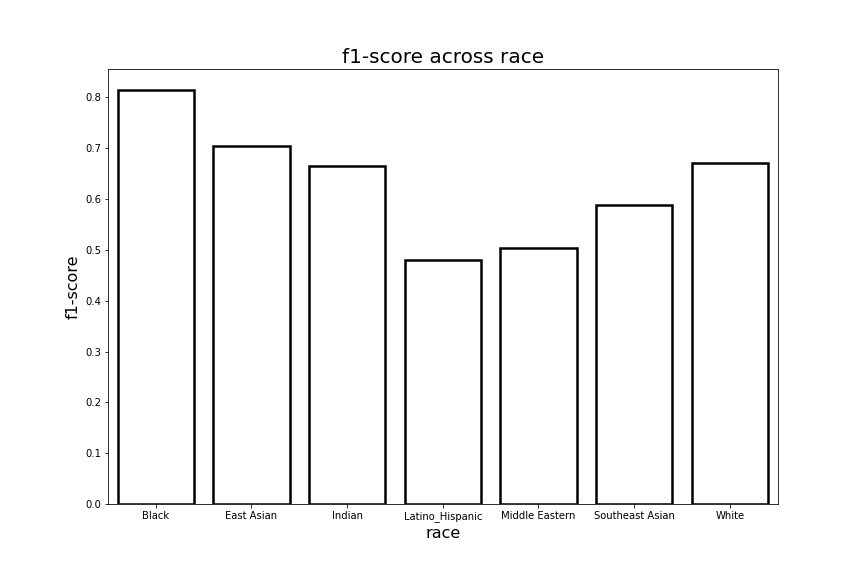 f1-score across race
0.8
0.7
0.6
0.5
0.4
0.3
0.2
0.1
0.0
f1-score
Black East Asian Indian Latino_Hispanic Middle Eastern Southeast Asian White
race